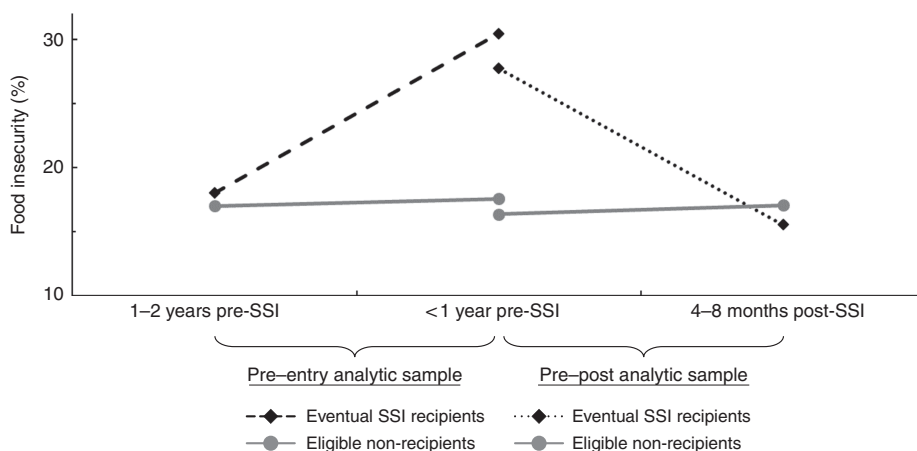 30
Food insecurity (%)
20
10
1–2 years pre-SSI
<1 year pre-SSI
4–8 months post-SSI
Pre–entry analytic sample
Pre–post analytic sample
Eventual SSI recipients
Eventual SSI recipients
Eligible non-recipients
Eligible non-recipients